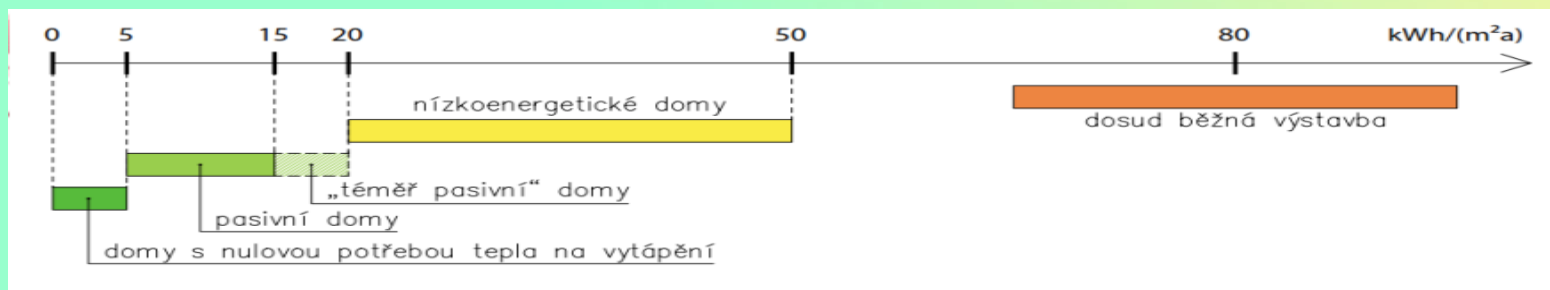 0 5 15 20 50 80 kWh/(m²a)
nízkoenergetické domy
dosud běžná výstavba
„téměř pasivní“ domy
pasivní domy
domy s nulovou potřebou tepla na vytápění